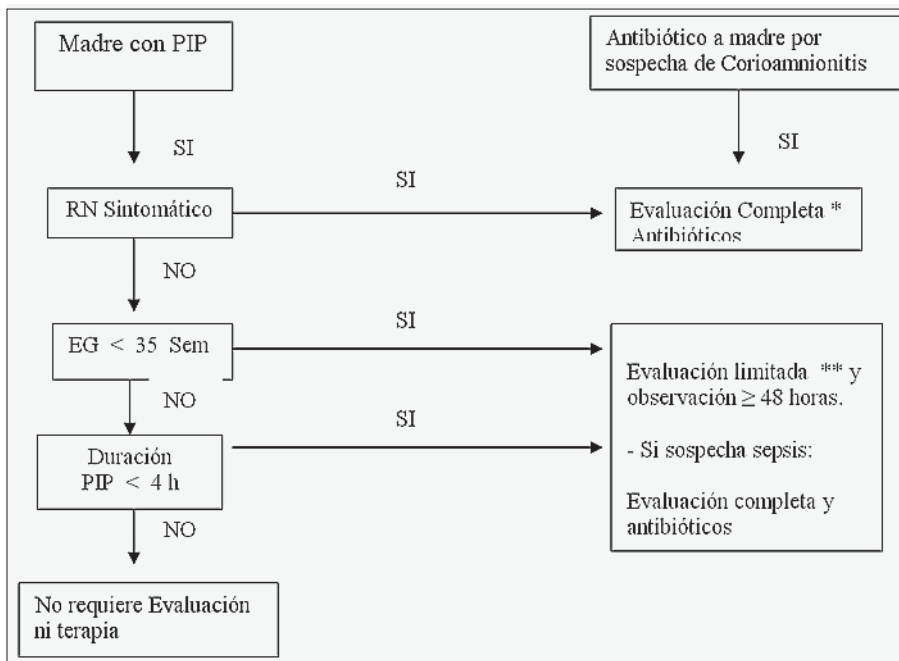 Madre con PIP
Antibiótico a madre por
sospecha de Corioamnionitis
SI
SI
RN Sintomático
SI
Evaluación Completa *
Antibióticos
NO
EG < 35 Sem
SI
Evaluación limitada ** y
observación ≥ 48 horas.
- Si sospecha sepsis:
Evaluación completa y
antibióticos
NO
Duración
PIP < 4 h
SI
NO
No requiere Evaluación
ni terapia